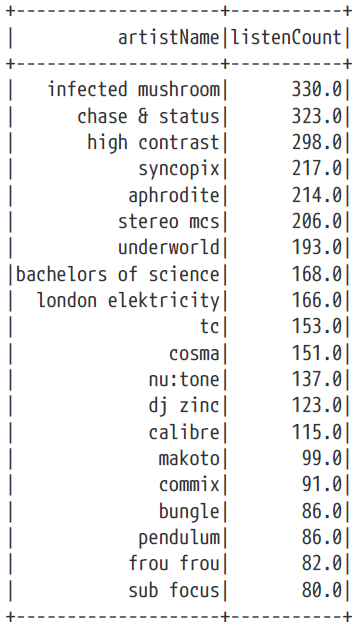 +--------------------+-----------+
|          artistName|listenCount|
+--------------------+-----------+
|   infected mushroom|      330.0|
|      chase & status|      323.0|
|       high contrast|      298.0|
|            syncopix|      217.0|
|           aphrodite|      214.0|
|          stereo mcs|      206.0|
|          underworld|      193.0|
|bachelors of science|      168.0|
|  london elektricity|      166.0|
|                  tc|      153.0|
|               cosma|      151.0|
|             nu:tone|      137.0|
|             dj zinc|      123.0|
|             calibre|      115.0|
|              makoto|       99.0|
|              commix|       91.0|
|              bungle|       86.0|
|            pendulum|       86.0|
|           frou frou|       82.0|
|           sub focus|       80.0|
+--------------------+-----------+